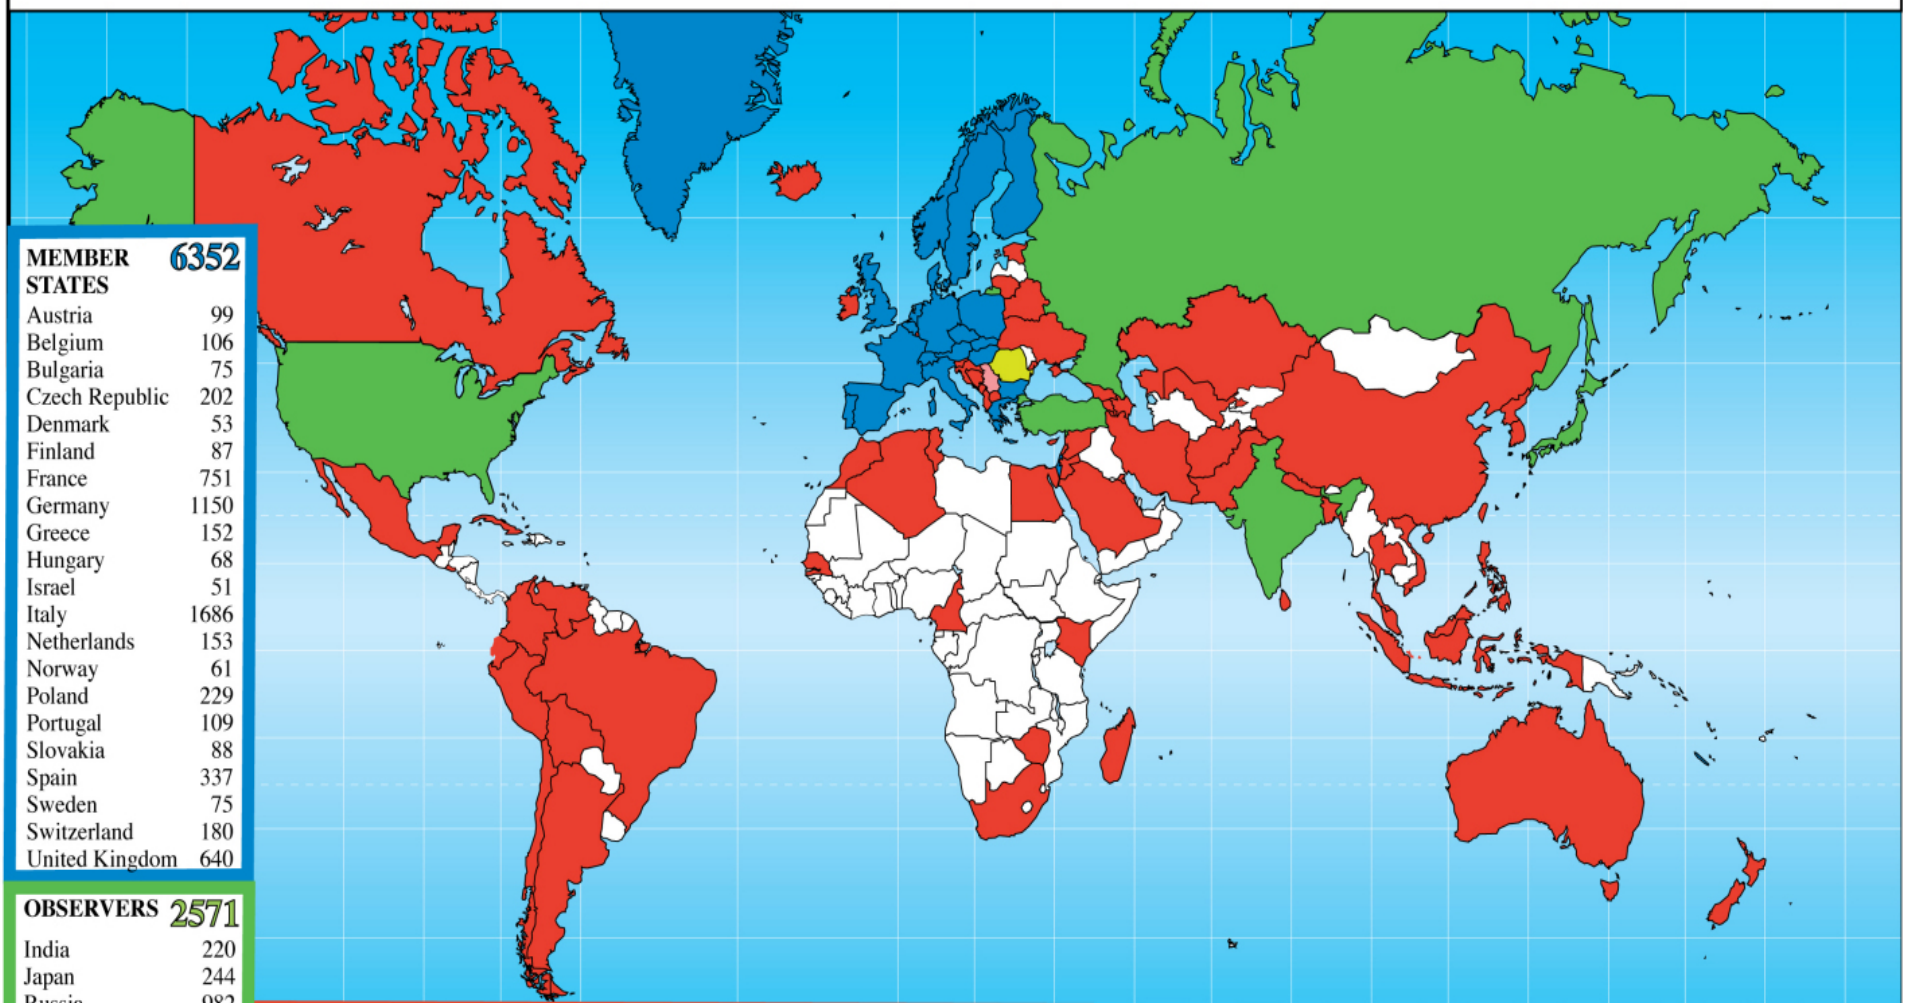 MEMBER 6352
STATES
Austria 99
Belgium 106
Bulgaria 75
Czech Republic 202
Denmark 53
Finland 87
France 751
Germany 1150
Greece 152
Hungary 68
Israel 51
Italy 1686
Netherlands 153
Norway 61
Poland 229
Portugal 109
Slovakia 88
Spain 337
Sweden 75
Switzerland 180
United Kingdom 640
OBSERVERS 2571
India 220
Japan 244
Russia 982